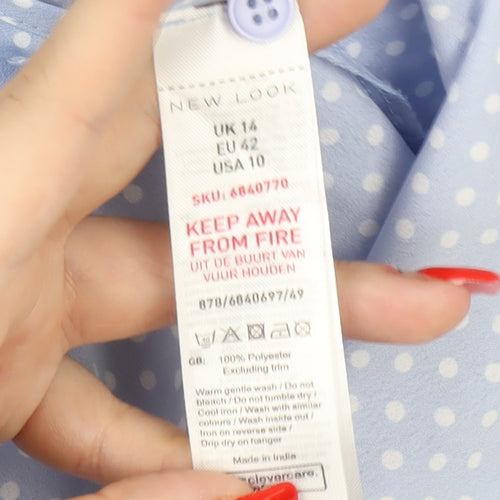 NEW LOOK
UK 14
EU 42
USA 10
SKU: 6840770
KEEP AWAY
FROM FIRE
UIT DE BUURT VAN
VUUR HOUDEN
878/6840697/49
GB: 100% Polyester
Excluding trim
Warm gentle wash / Do not
bleach / Do not tumble dry /
Cool iron / Wash with similar
colours / Wash inside out /
Iron on reverse side /
Drip dry on hanger
Made in India
clevercare.